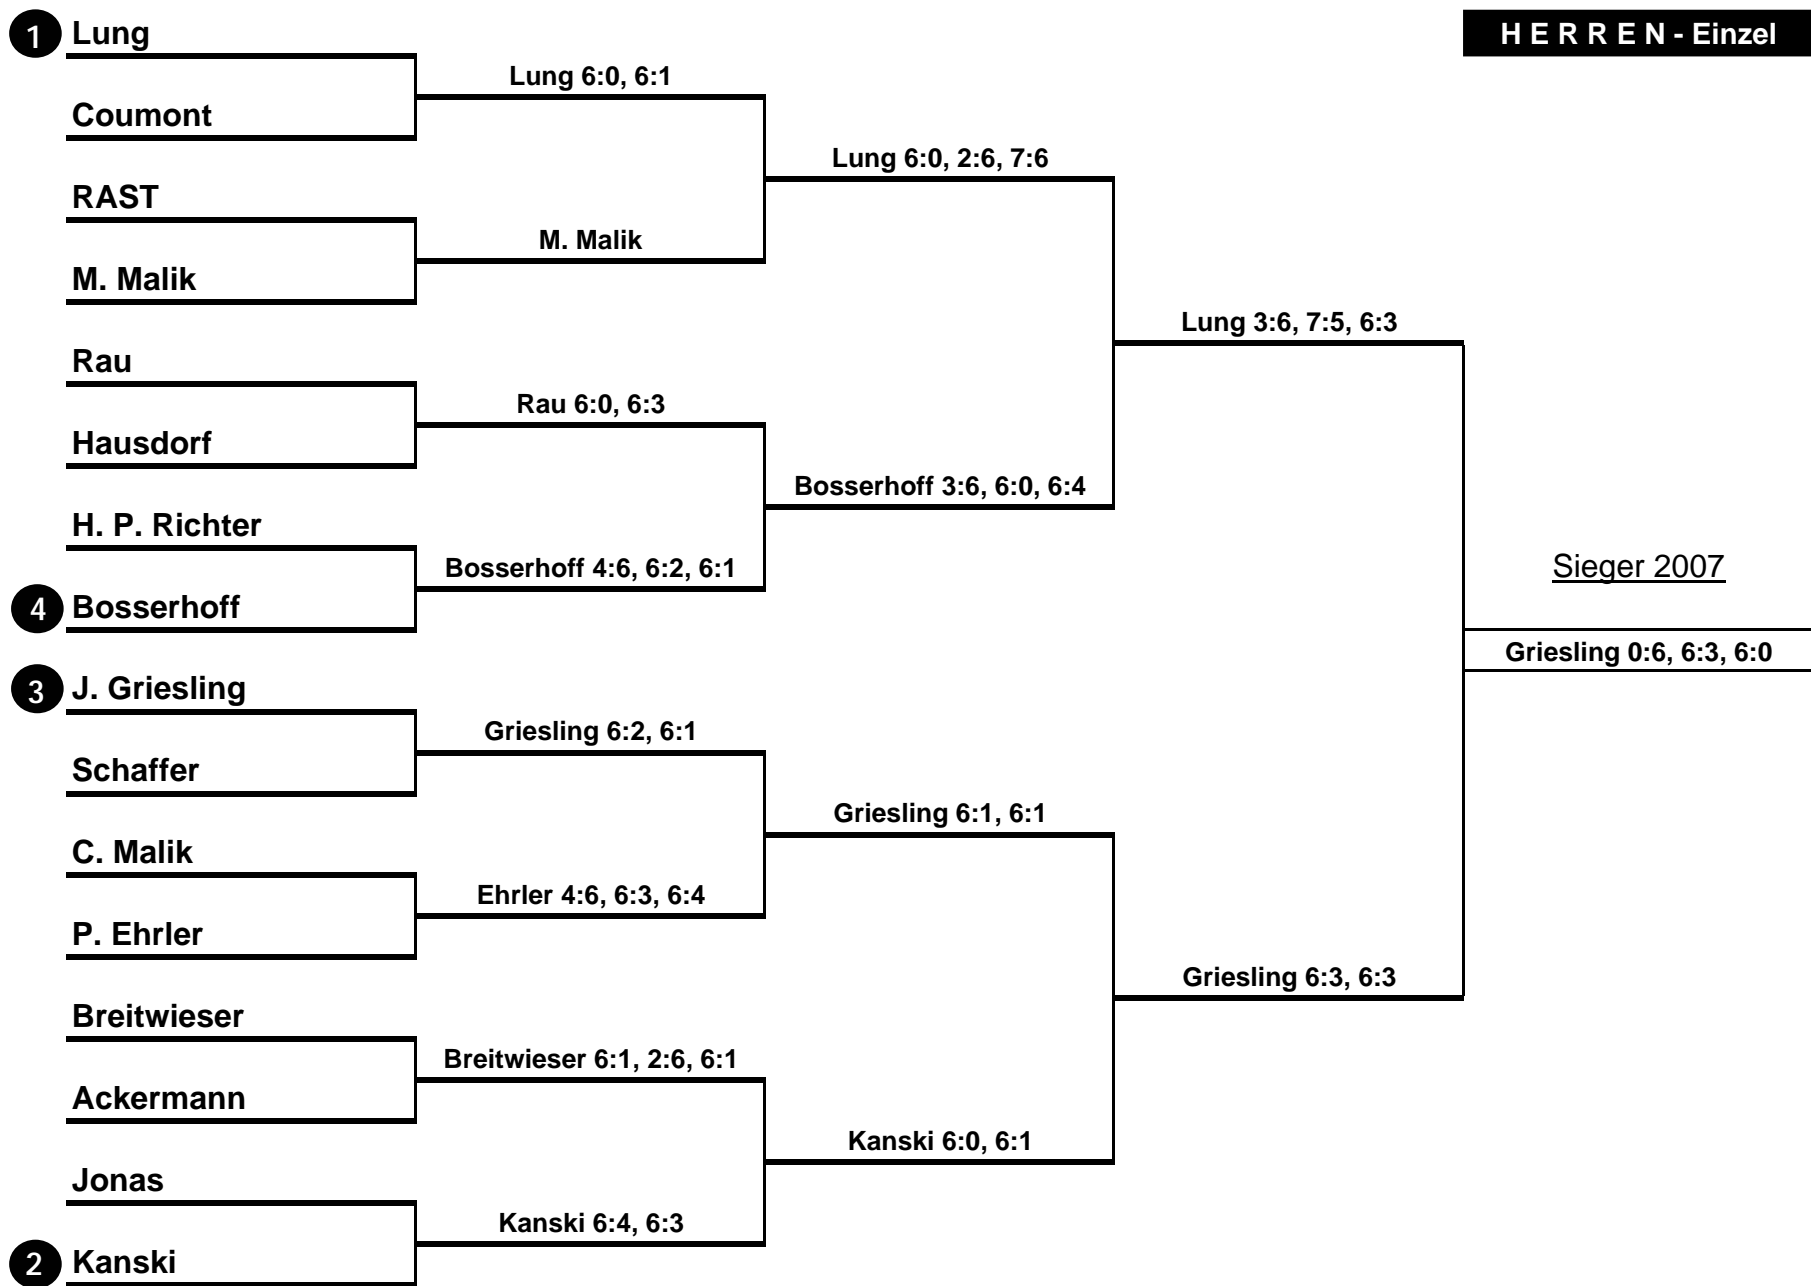 1 Lung
HERREN - Einzel
Lung 6:0, 6:1
Coumont
Lung 6:0, 2:6, 7:6
RAST
M. Malik
M. Malik
Lung 3:6, 7:5, 6:3
Rau
Rau 6:0, 6:3
Hausdorf
Bosserhoff 3:6, 6:0, 6:4
H. P. Richter
Bosserhoff 4:6, 6:2, 6:1
Sieger 2007
4 Bosserhoff
Griesling 0:6, 6:3, 6:0
3 J. Griesling
Griesling 6:2, 6:1
Schaffer
Griesling 6:1, 6:1
C. Malik
Ehrler 4:6, 6:3, 6:4
P. Ehrler
Griesling 6:3, 6:3
Breitwieser
Breitwieser 6:1, 2:6, 6:1
Ackermann
Kanski 6:0, 6:1
Jonas
Kanski 6:4, 6:3
2 Kanski